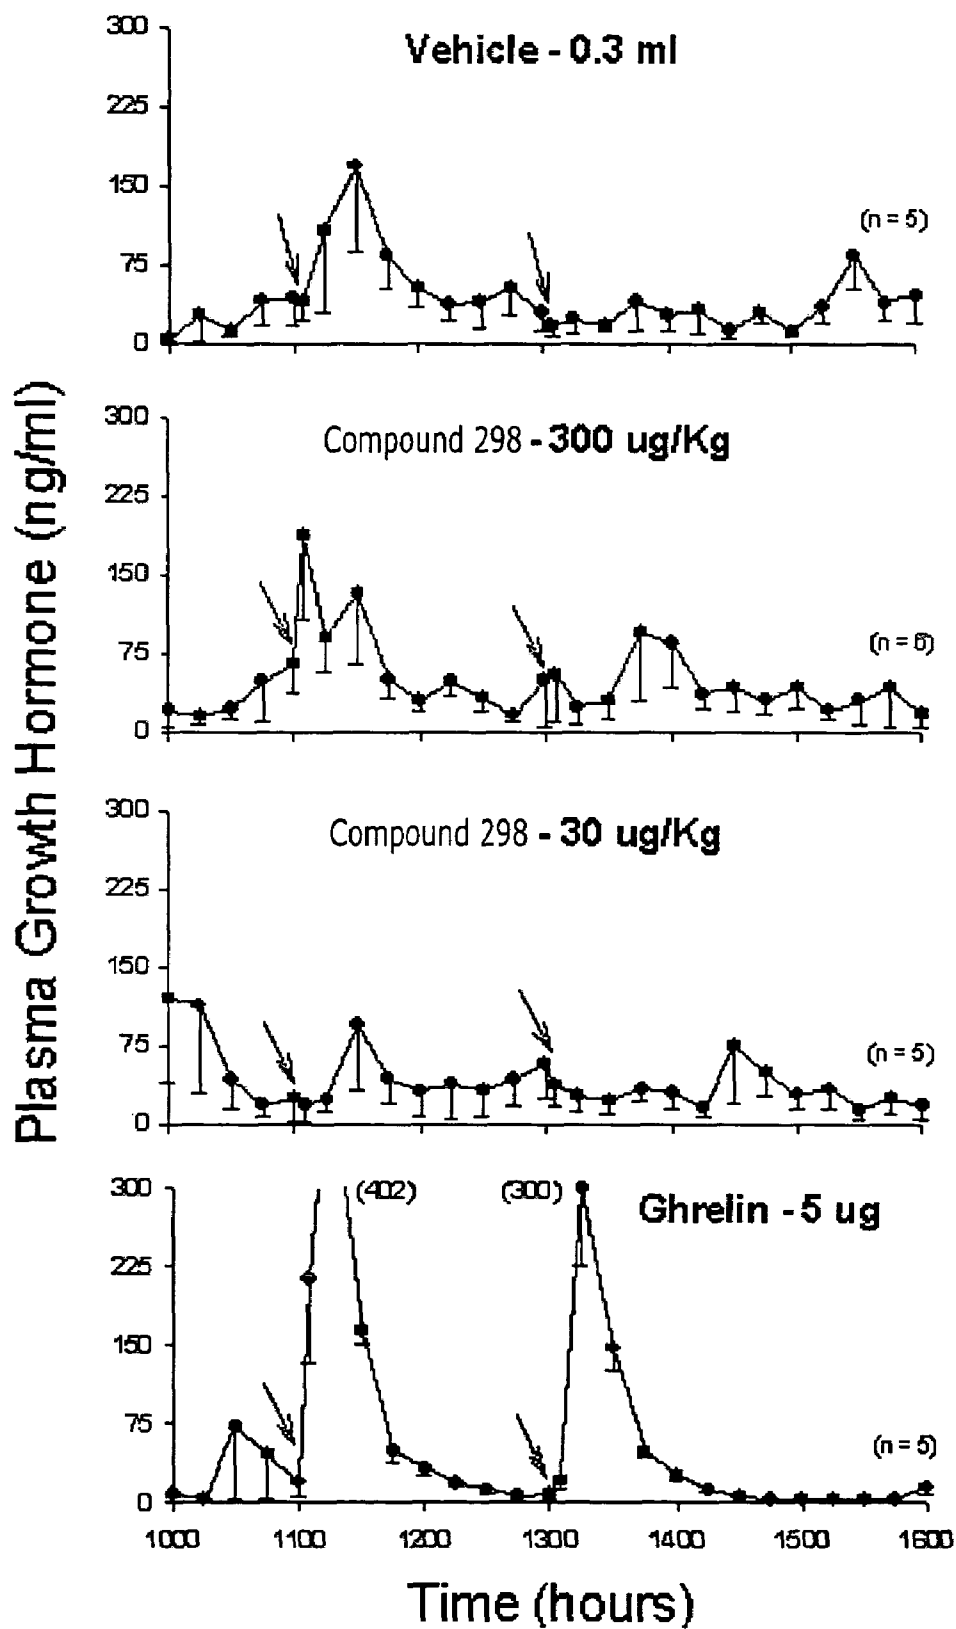 Plasma Growth Hormone (ng/ml)
300
Vehicle - 0.3 ml
225
150
(n = 5)
75
0
300
Compound 298 - 300 ug/Kg
225
150
75
(n = 6)
0
300
Compound 298 - 30 ug/Kg
225
150
75
(n = 5)
0
300
(402)
(300)
Ghrelin - 5 ug
225
150
75
(n = 5)
0
1000 1100 1200 1300 1400 1500 1600
Time (hours)